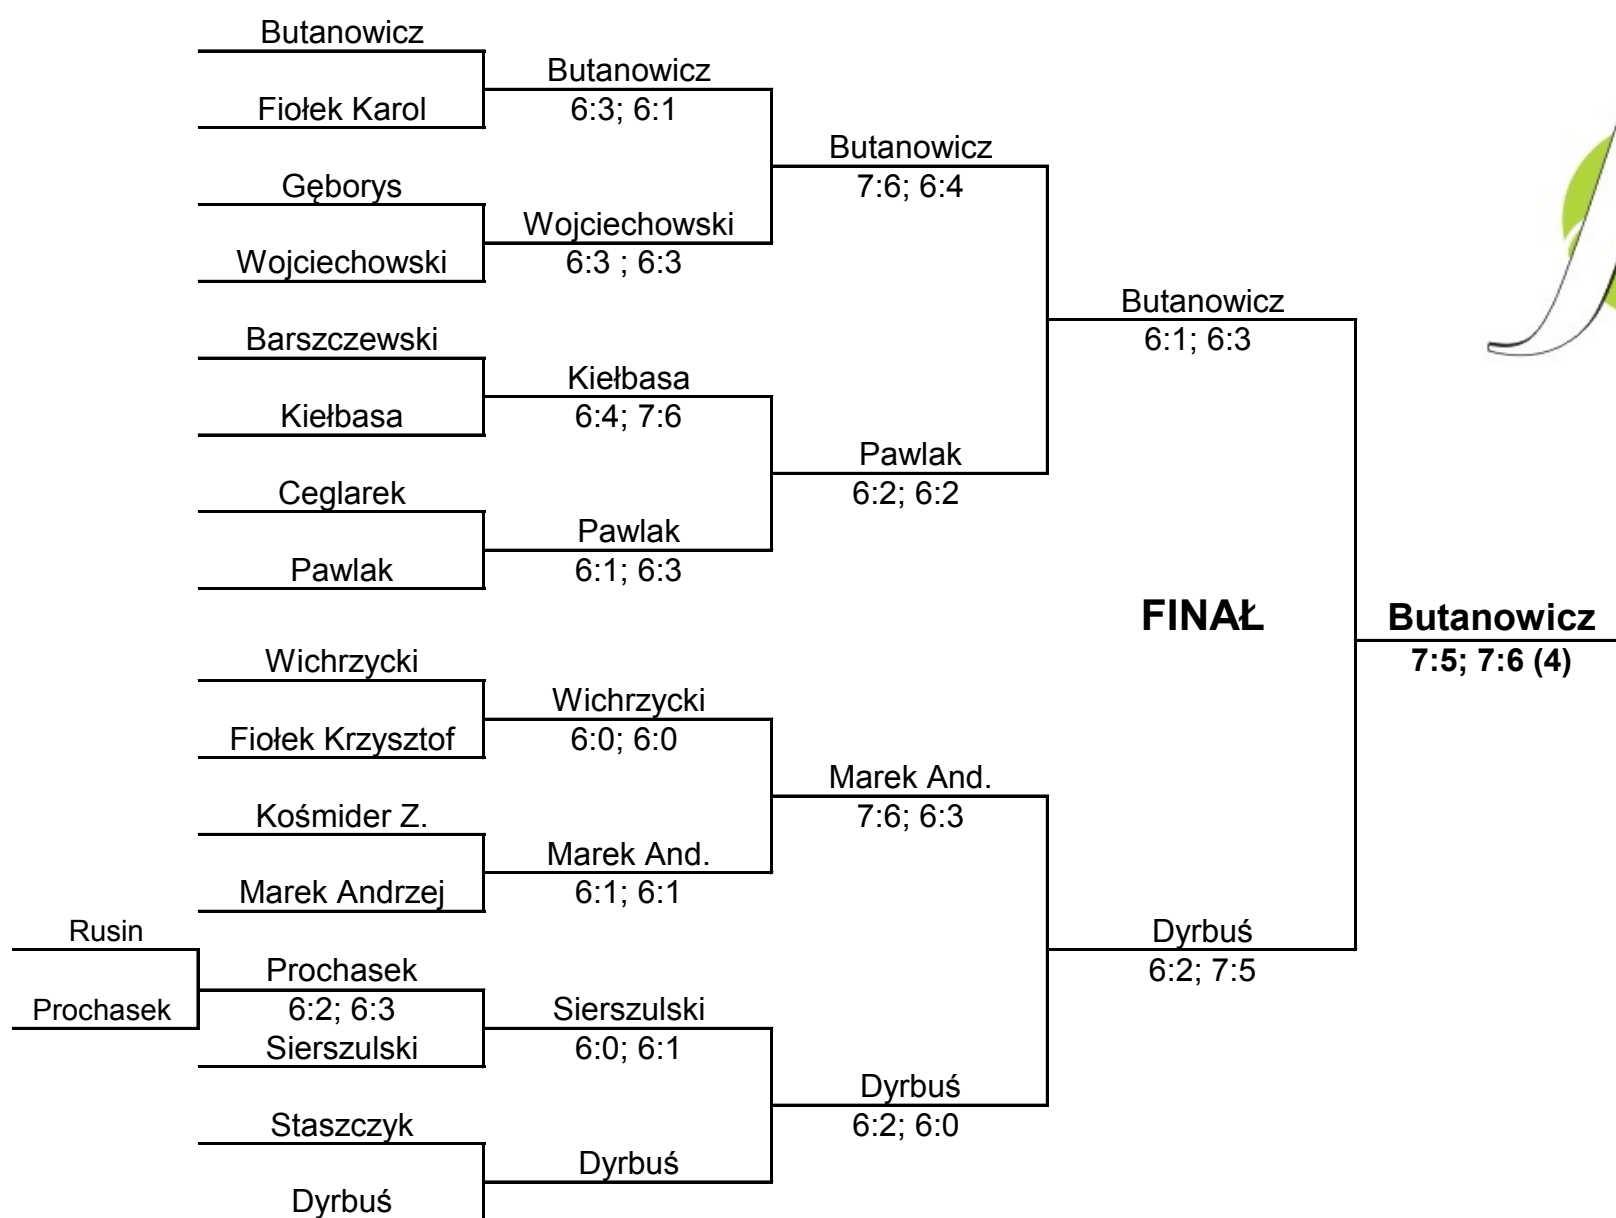 Butanowicz
Fiołek Karol
Butanowicz
6:3; 6:1
Gęborys
Wojciechowski
Wojciechowski
6:3 ; 6:3
Butanowicz
7:6; 6:4
Barszczewski
Kiełbasa
Kiełbasa
6:4; 7:6
Ceglarek
Pawlak
Pawlak
6:1; 6:3
Pawlak
6:2; 6:2
Butanowicz
6:1; 6:3
FINAŁ
Butanowicz
7:5; 7:6 (4)
Wichrzycki
Fiołek Krzysztof
Wichrzycki
6:0; 6:0
Kośmider Z.
Marek Andrzej
Marek And.
6:1; 6:1
Marek And.
7:6; 6:3
Rusin
Prochasek
Prochasek
6:2; 6:3
Sierszulski
Sierszulski
6:0; 6:1
Staszczyk
Dyrbuś
Dyrbuś
Dyrbuś
6:2; 6:0
Dyrbuś
6:2; 7:5